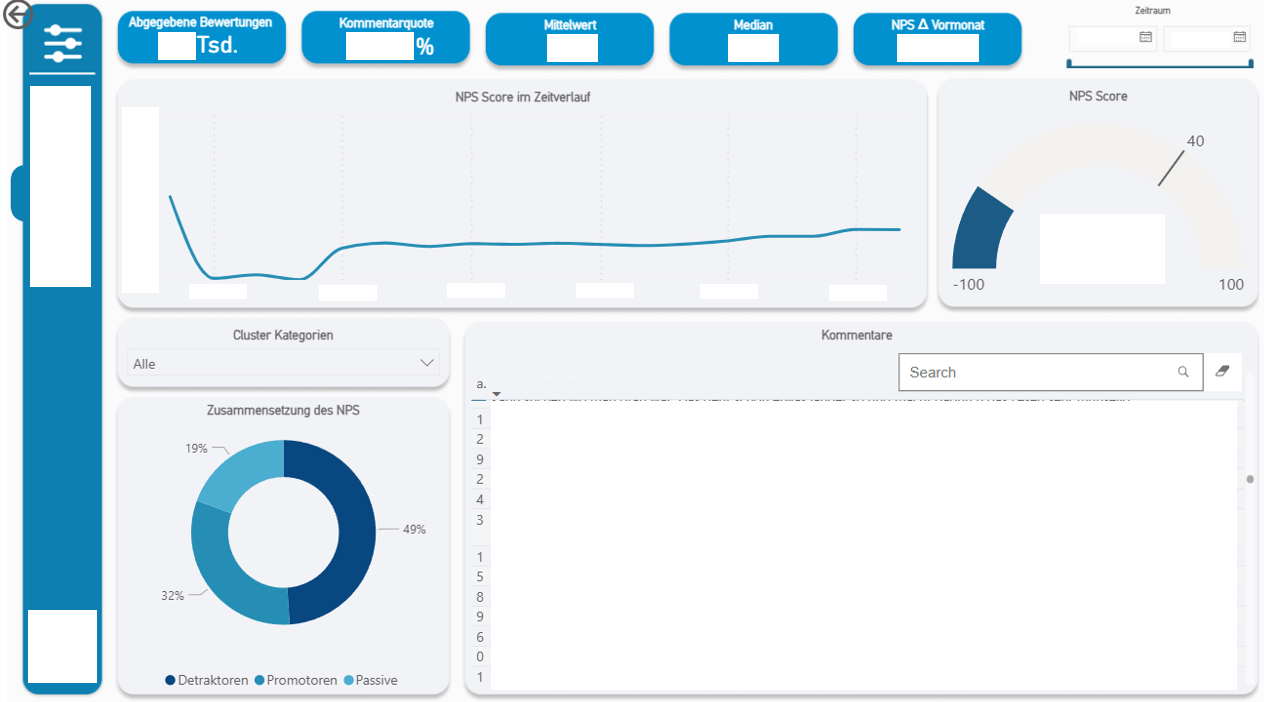 Abgegebene Bewertungen
Tsd.
Kommentarquote
%
Mittelwert
Median
NPS Δ Vormonat
Zeitraum
NPS Score im Zeitverlauf
NPS Score
40
-100
100
Cluster Kategorien
Alle
Zusammensetzung des NPS
19%
49%
32%
Detraktoren
Promotoren
Passive
Kommentare
Search
a.
1
2
9
2
4
3
1
5
8
9
6
0
1